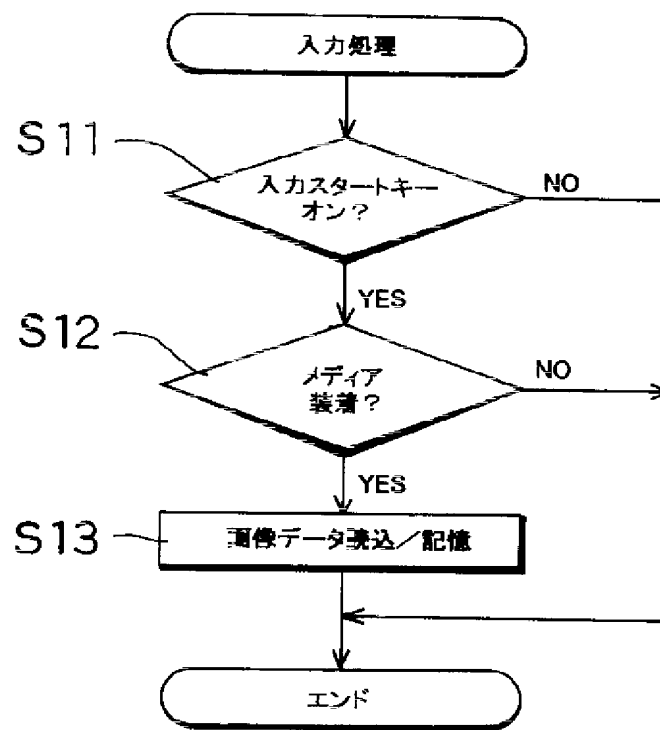 入力処理
S11
入力スタートキー
オン?
NO
YES
S12
メディア
装着?
NO
YES
S13
画像データ読込/記憶
エンド